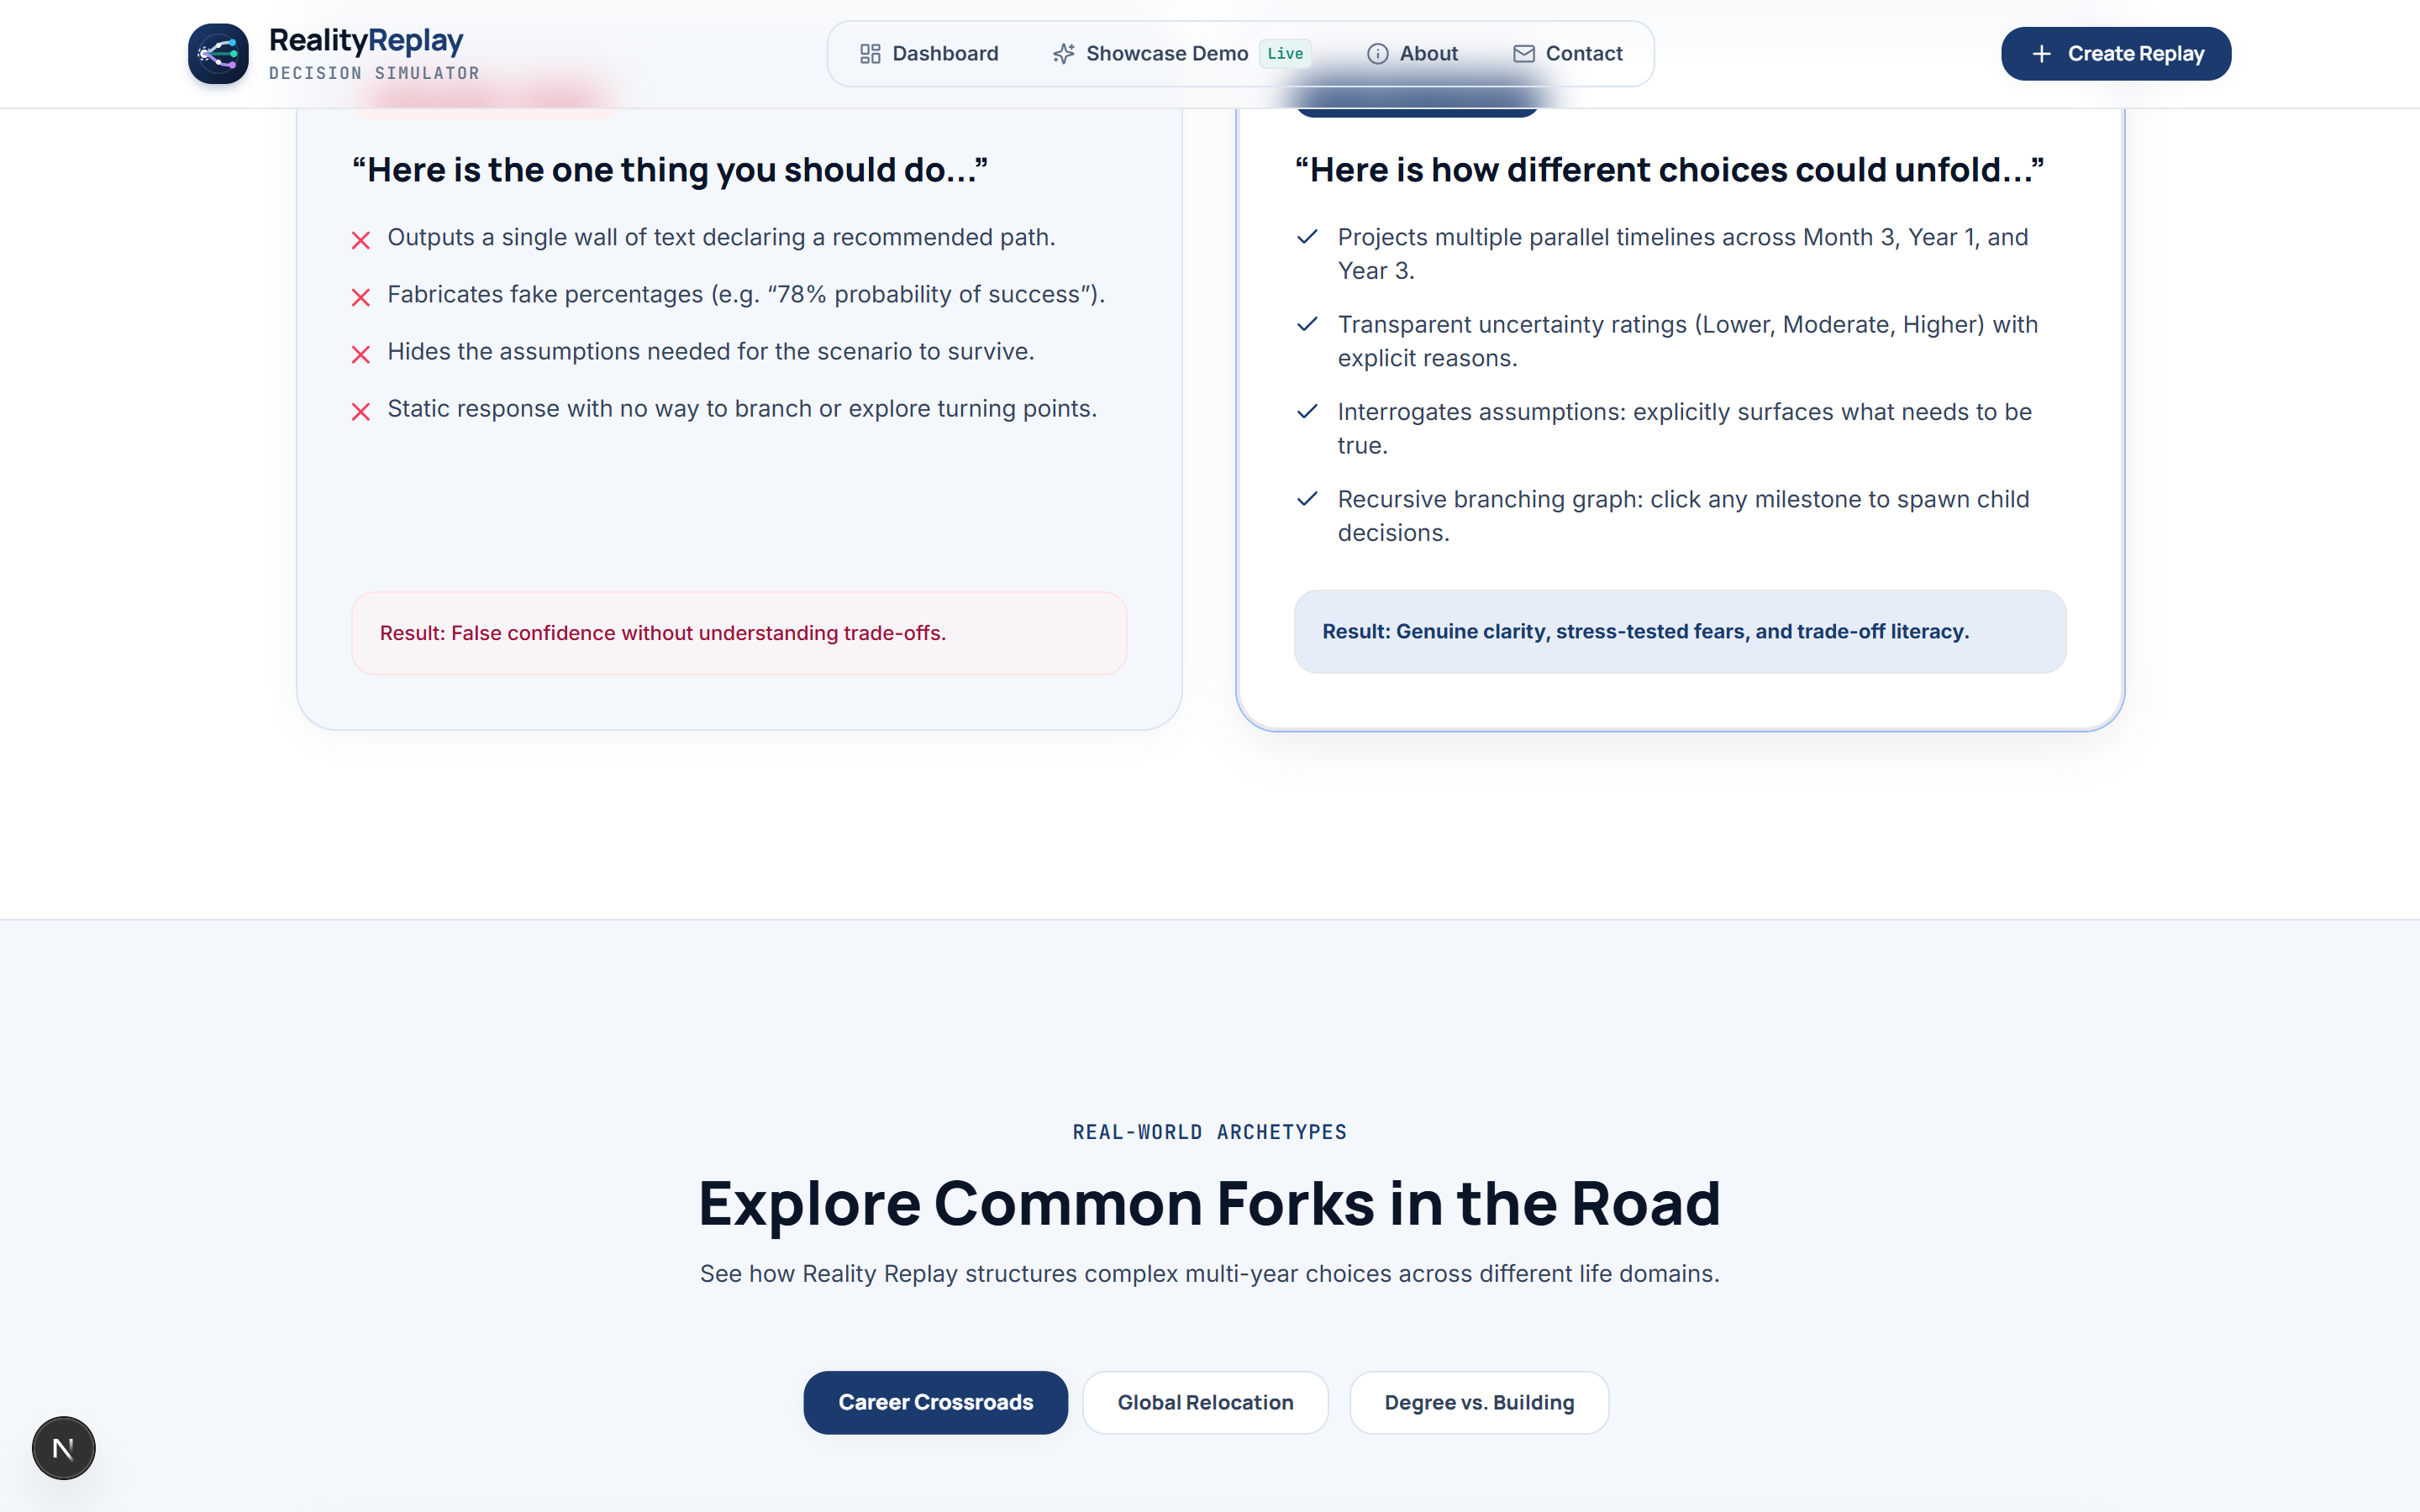 RealityReplay
DECISION SIMULATOR
Dashboard
Showcase Demo Live
About
Contact
Create Replay
“Here is the one thing you should do...”
Outputs a single wall of text declaring a recommended path.
Fabricates fake percentages (e.g. “78% probability of success”).
Hides the assumptions needed for the scenario to survive.
Static response with no way to branch or explore turning points.
Result: False confidence without understanding trade-offs.
“Here is how different choices could unfold...”
Projects multiple parallel timelines across Month 3, Year 1, and
Year 3.
Transparent uncertainty ratings (Lower, Moderate, Higher) with
explicit reasons.
Interrogates assumptions: explicitly surfaces what needs to be
true.
Recursive branching graph: click any milestone to spawn child
decisions.
Result: Genuine clarity, stress-tested fears, and trade-off literacy.
REAL-WORLD ARCHETYPES
Explore Common Forks in the Road
See how Reality Replay structures complex multi-year choices across different life domains.
Career Crossroads
Global Relocation
Degree vs. Building
N